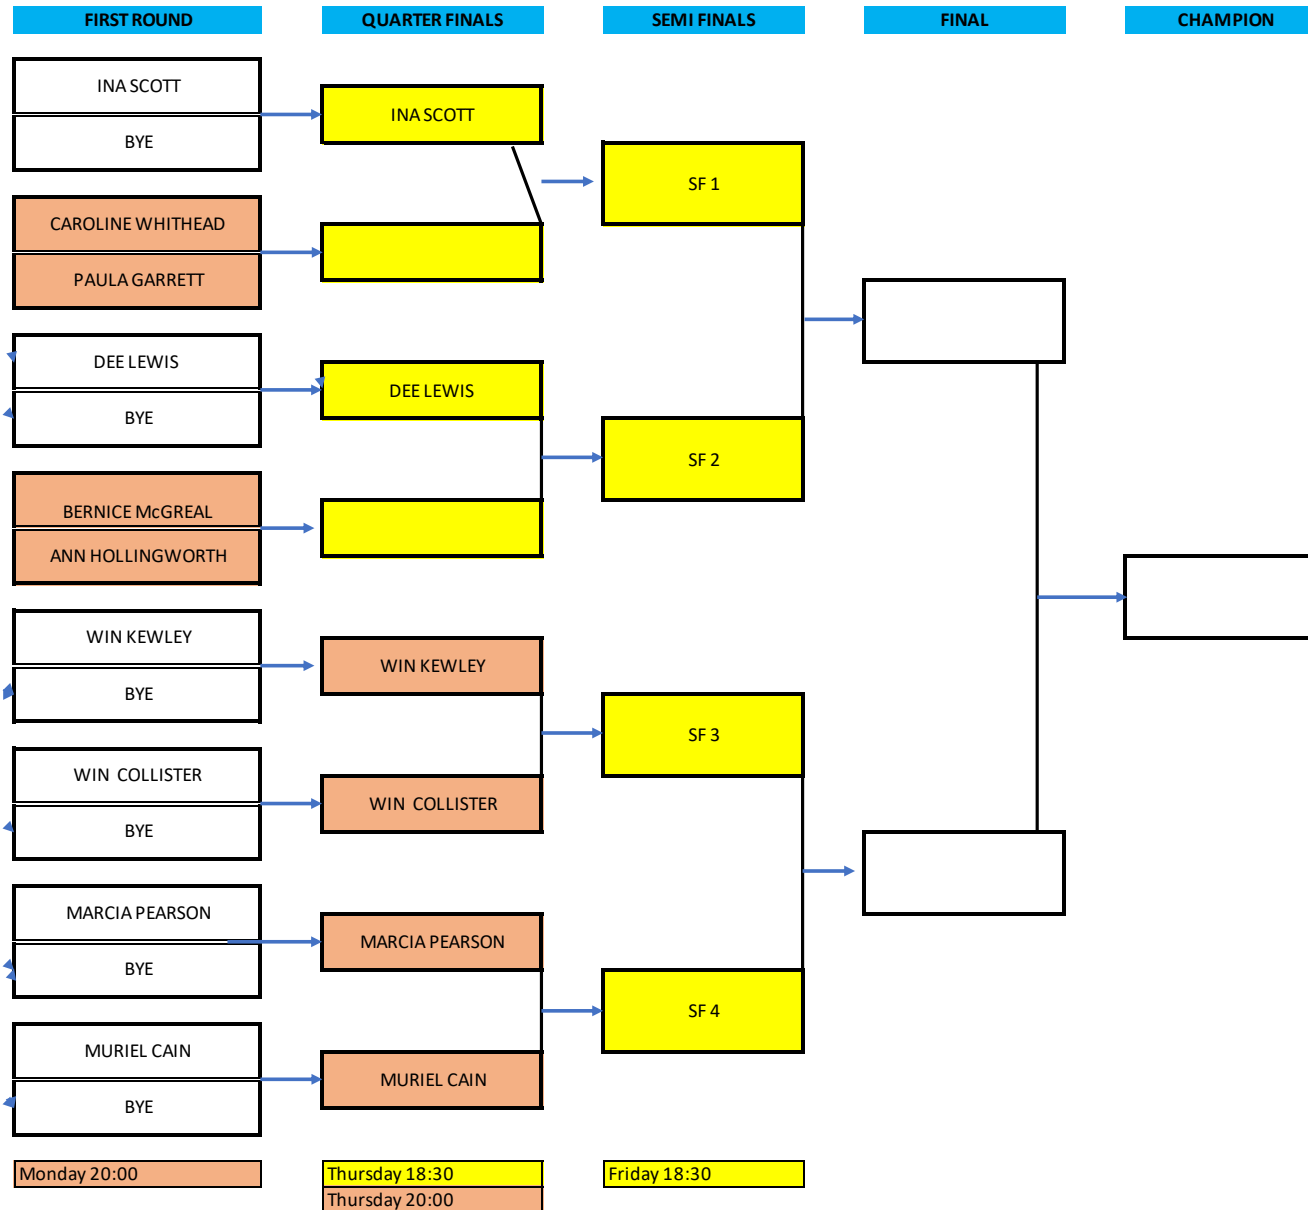 FIRST ROUND
QUARTER FINALS
SEMI FINALS
FINAL
CHAMPION
INA SCOTT
BYE
INA SCOTT
SF 1
CAROLINE WHITHEAD
PAULA GARRETT
DEE LEWIS
BYE
DEE LEWIS
SF 2
BERNICE McGREAL
ANN HOLLINGWORTH
WIN KEWLEY
BYE
WIN KEWLEY
SF 3
WIN COLLISTER
BYE
WIN COLLISTER
MARCIA PEARSON
BYE
MARCIA PEARSON
SF 4
MURIEL CAIN
BYE
MURIEL CAIN
Monday 20:00
Thursday 18:30
Friday 18:30
Thursday 20:00